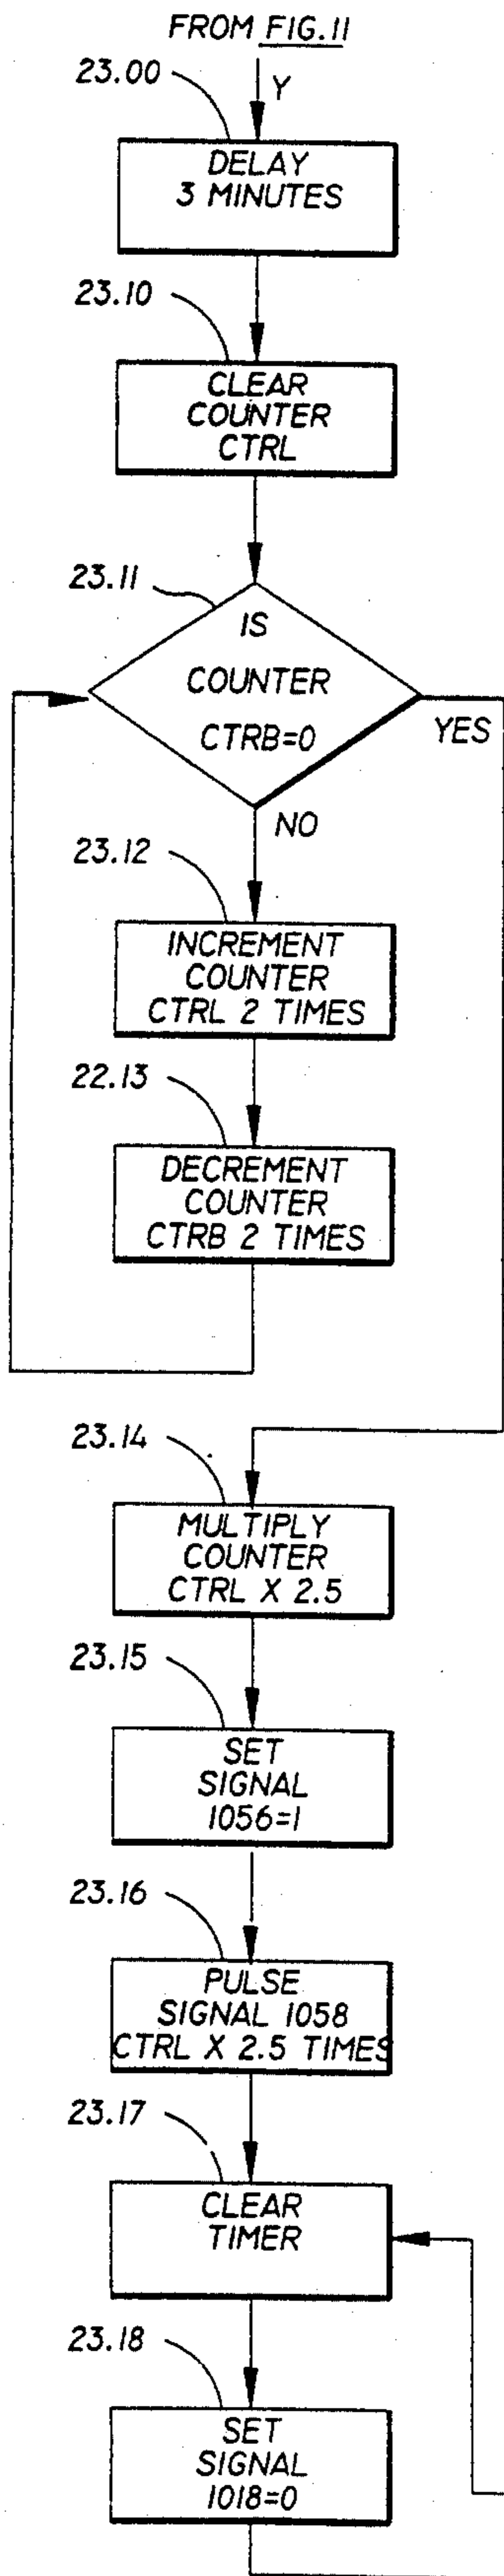 FROM FIG.11
23.00
Y
DELAY
3 MINUTES
23.10
CLEAR
COUNTER
CTRL
23.11
IS
COUNTER
CTRB=0
YES
NO
23.12
INCREMENT
COUNTER
CTRL 2 TIMES
22.13
DECREMENT
COUNTER
CTRB 2 TIMES
23.14
MULTIPLY
COUNTER
CTRL X 2.5
23.15
SET
SIGNAL
1056=1
23.16
PULSE
SIGNAL 1058
CTRL X 2.5 TIMES
23.17
CLEAR
TIMER
23.18
SET
SIGNAL
1018=0